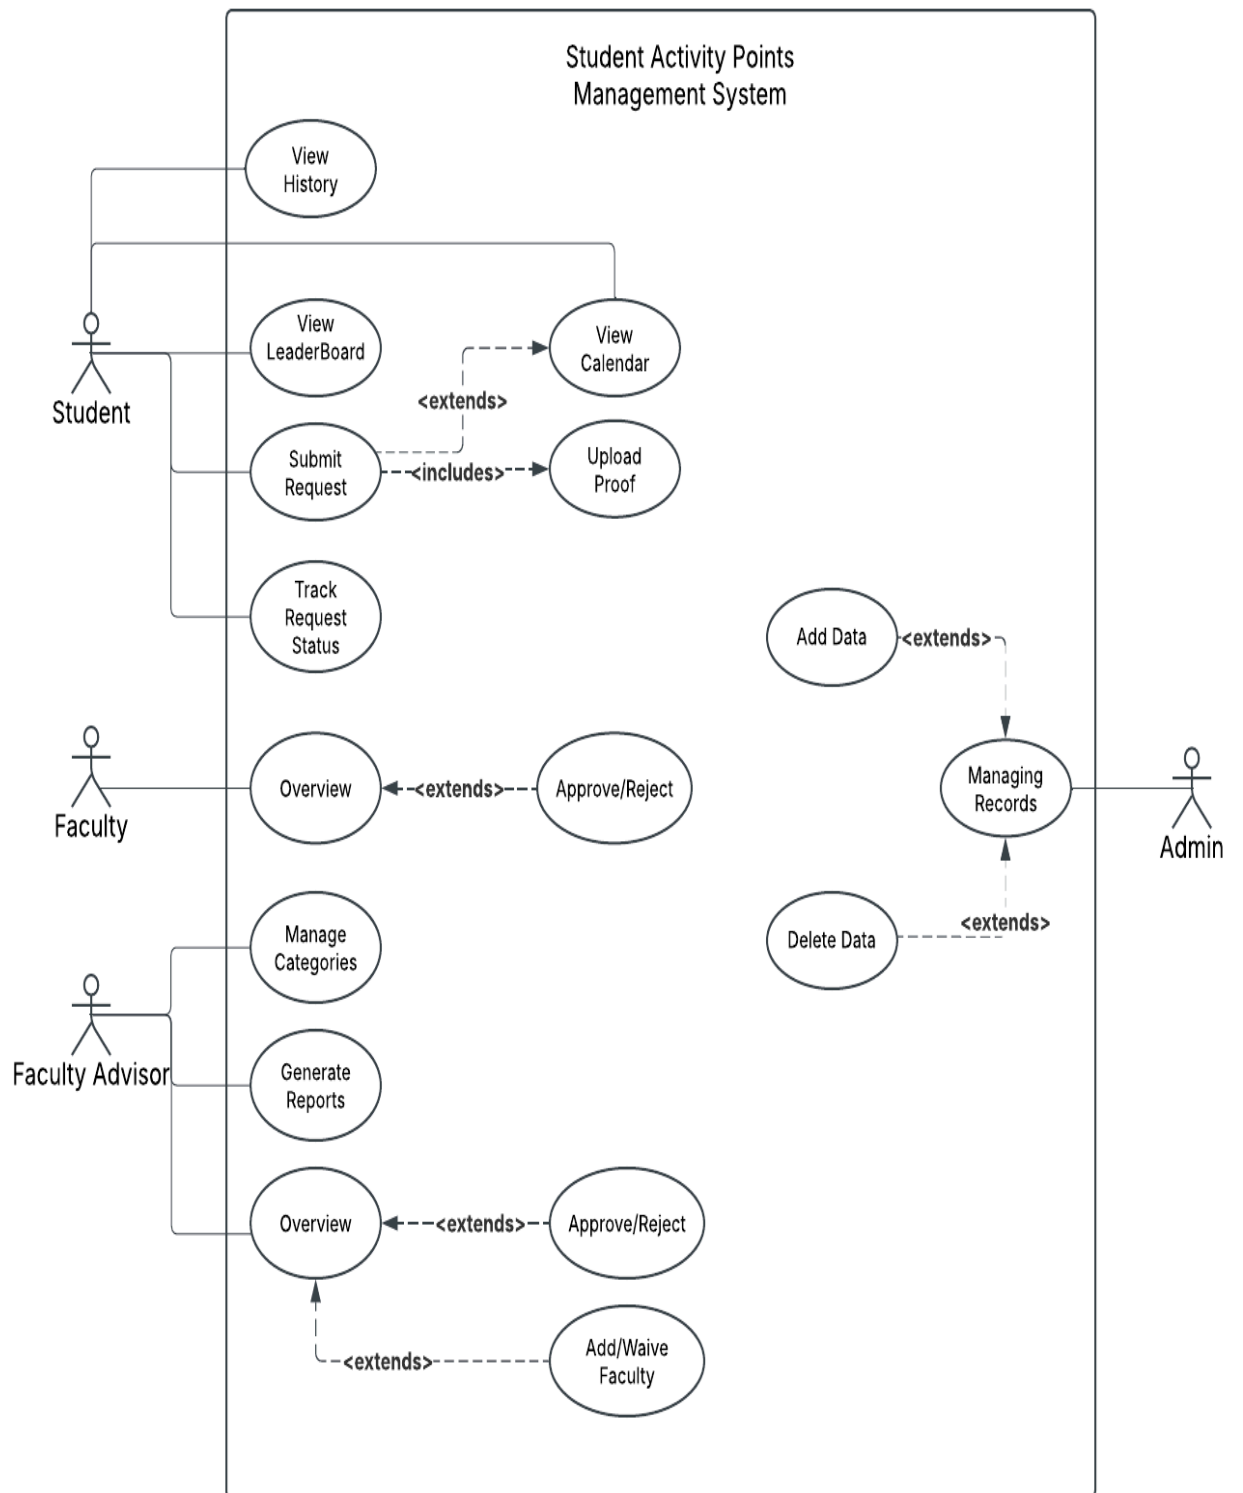 Student Activity Points
Management System
View
History
View
LeaderBoard
View
Calendar
<extends>
Student
Submit
Request
<includes>
Upload
Proof
Track
Request
Status
Add Data
<extends>
Faculty
Overview
<extends>
Approve/Reject
Managing
Records
Admin
Manage
Categories
Delete Data
<extends>
Faculty Advisor
Generate
Reports
Overview
<extends>
Approve/Reject
<extends>
Add/Waive
Faculty